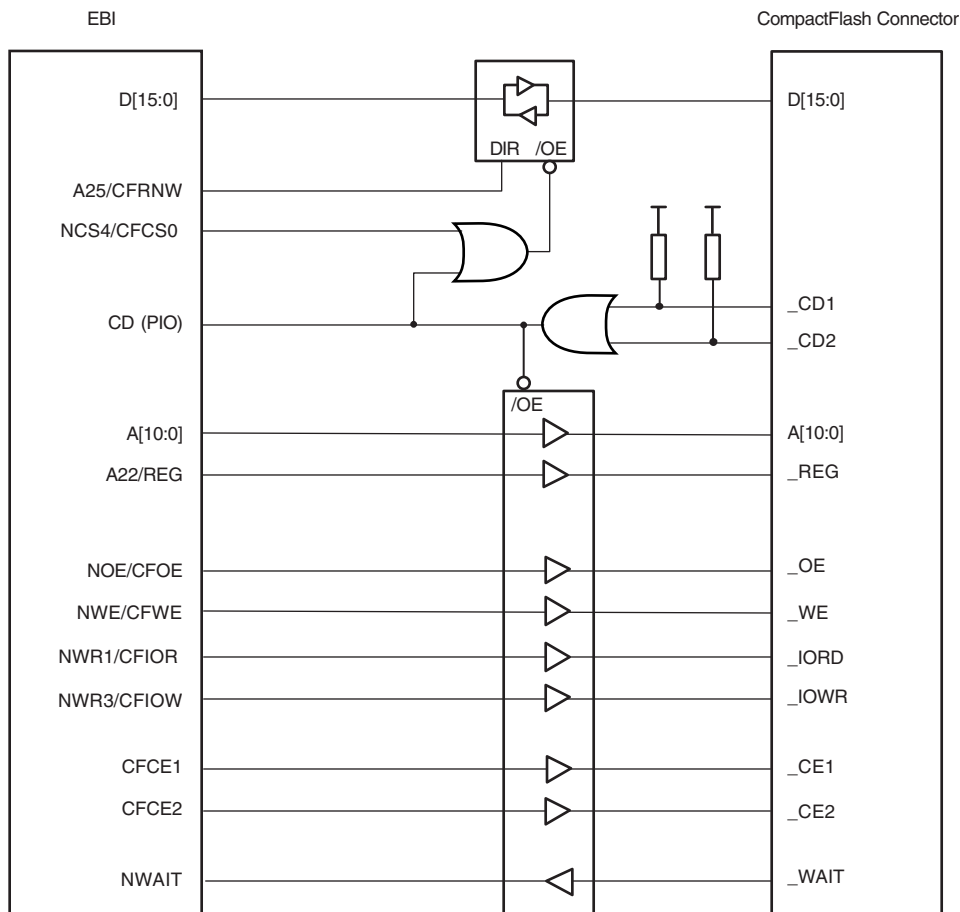 EBI CompactFlash Connector
D[15:0] D[15:0]
DIR /OE
A25/CFRNW
NCS4/CFCS0
_CD1
CD (PIO)
_CD2
/OE
A[10:0] A[10:0]
A22/REG _REG
NOE/CFOE _OE
NWE/CFWE _WE
NWR1/CFIOR _IORD
NWR3/CFIOW _IOWR
CFCE1 _CE1
CFCE2 _CE2
NWAIT _WAIT